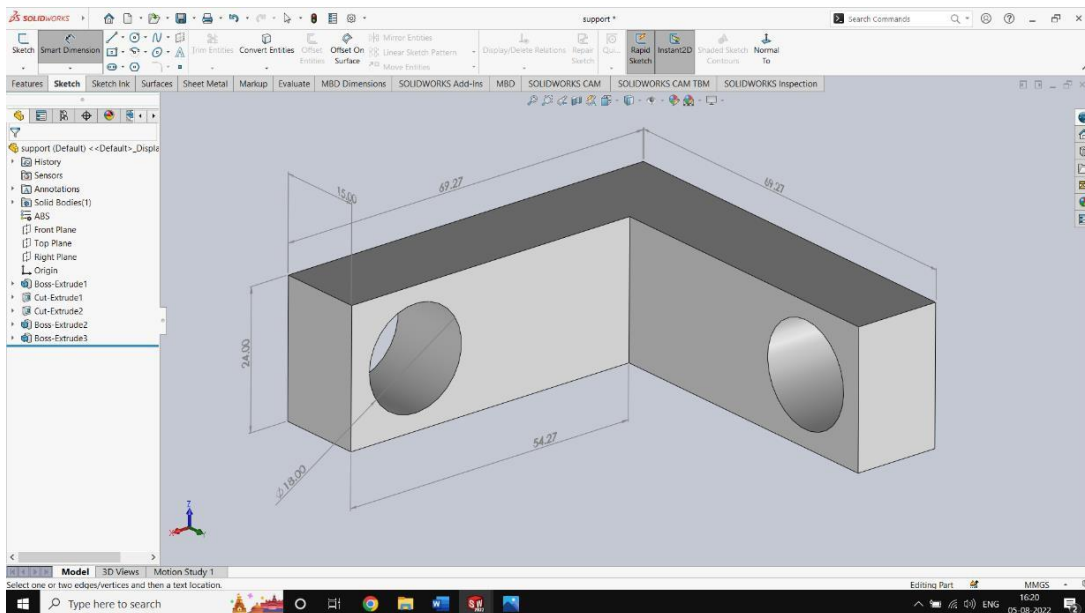 SOLIDWORKS
support *
Search Commands
Sketch Smart Dimension Trim Entities Convert Entities Offset Entities Offset On Surface Mirror Entities Linear Sketch Pattern Move Entities Display/Delete Relations Repair Sketch Qui... Rapid Sketch Instant2D Shaded Sketch Contours Normal To
Features Sketch Sketch Ink Surfaces Sheet Metal Markup Evaluate MBD Dimensions SOLIDWORKS Add-Ins MBD SOLIDWORKS CAM SOLIDWORKS CAM TBM SOLIDWORKS Inspection
support (Default) <<Default>_Displa
History
Sensors
Annotations
Solid Bodies(1)
ABS
Front Plane
Top Plane
Right Plane
Origin
Boss-Extrude1
Cut-Extrude1
Cut-Extrude2
Boss-Extrude2
Boss-Extrude3
15.00
69.27
69.27
24.00
54.27
Ø18.00
Z
Model 3D Views Motion Study 1
Select one or two edges/vertices and then a text location.
Editing Part
MMGS
Type here to search
ENG
16:20
05-08-2022